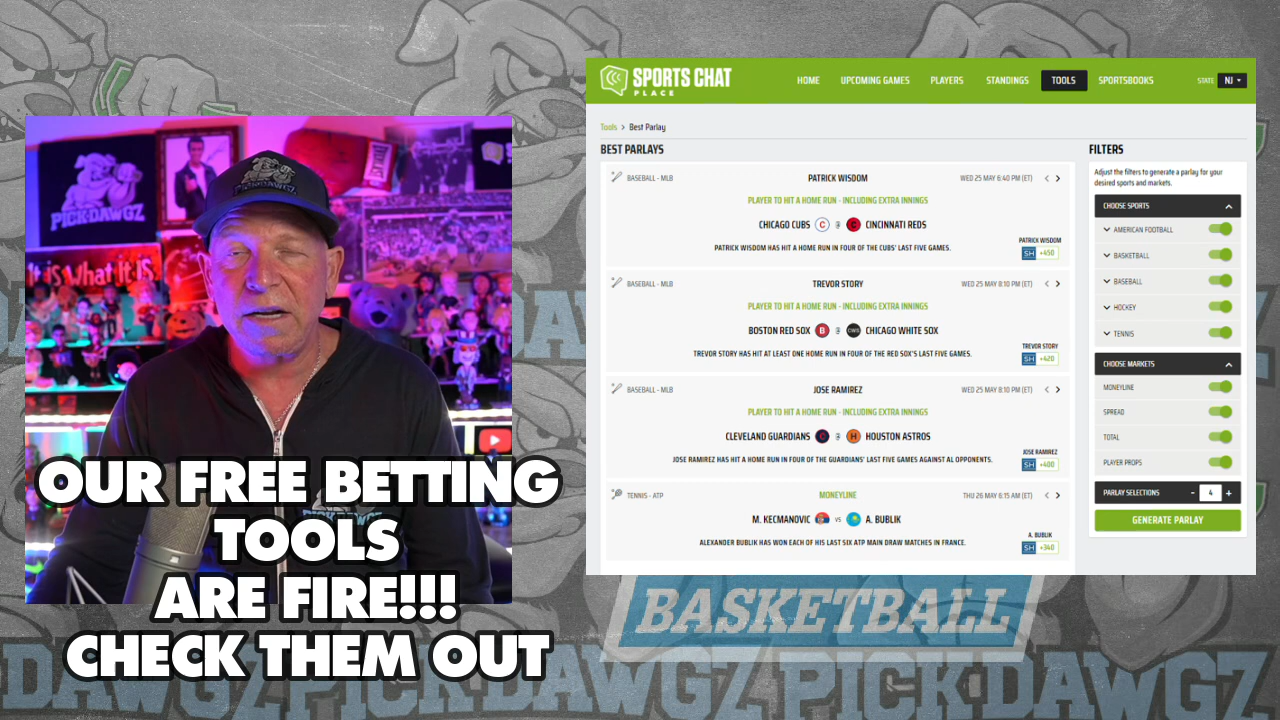 PICKDAWGZ
PICKDAWGZ
It is What It IS.
OUR FREE BETTING
TOOLS
ARE FIRE!!!
CHECK THEM OUT
SPORTS CHAT
PLACE
HOME
UPCOMING GAMES
PLAYERS
STANDINGS
TOOLS
SPORTSBOOKS
STATE
NJ
Tools > Best Parlay
BEST PARLAYS
BASEBALL - MLB
PATRICK WISDOM
WED 25 MAY 6:40 PM (ET)
PLAYER TO HIT A HOME RUN - INCLUDING EXTRA INNINGS
CHICAGO CUBS C @ C CINCINNATI REDS
PATRICK WISDOM HAS HIT A HOME RUN IN FOUR OF THE CUBS' LAST FIVE GAMES.
PATRICK WISDOM
SH +450
BASEBALL - MLB
TREVOR STORY
WED 25 MAY 8:10 PM (ET)
PLAYER TO HIT A HOME RUN - INCLUDING EXTRA INNINGS
BOSTON RED SOX B @ CWS CHICAGO WHITE SOX
TREVOR STORY HAS HIT AT LEAST ONE HOME RUN IN FOUR OF THE RED SOX'S LAST FIVE GAMES.
TREVOR STORY
SH +420
BASEBALL - MLB
JOSE RAMIREZ
WED 25 MAY 8:10 PM (ET)
PLAYER TO HIT A HOME RUN - INCLUDING EXTRA INNINGS
CLEVELAND GUARDIANS C @ H HOUSTON ASTROS
JOSE RAMIREZ HAS HIT A HOME RUN IN FOUR OF THE GUARDIANS' LAST FIVE GAMES AGAINST AL OPPONENTS.
JOSE RAMIREZ
SH +400
TENNIS - ATP
MONEYLINE
THU 26 MAY 6:15 AM (ET)
M. KECMANOVIC VS A. BUBLIK
ALEXANDER BUBLIK HAS WON EACH OF HIS LAST SIX ATP MAIN DRAW MATCHES IN FRANCE.
A. BUBLIK
SH +340
FILTERS
Adjust the filters to generate a parlay for your
desired sports and markets.
CHOOSE SPORTS
AMERICAN FOOTBALL
BASKETBALL
BASEBALL
HOCKEY
TENNIS
CHOOSE MARKETS
MONEYLINE
SPREAD
TOTAL
PLAYER PROPS
PARLAY SELECTIONS - 4 +
GENERATE PARLAY
BASKETBALL
DAWGZ PICKDAWGZ PICKDAWGZ